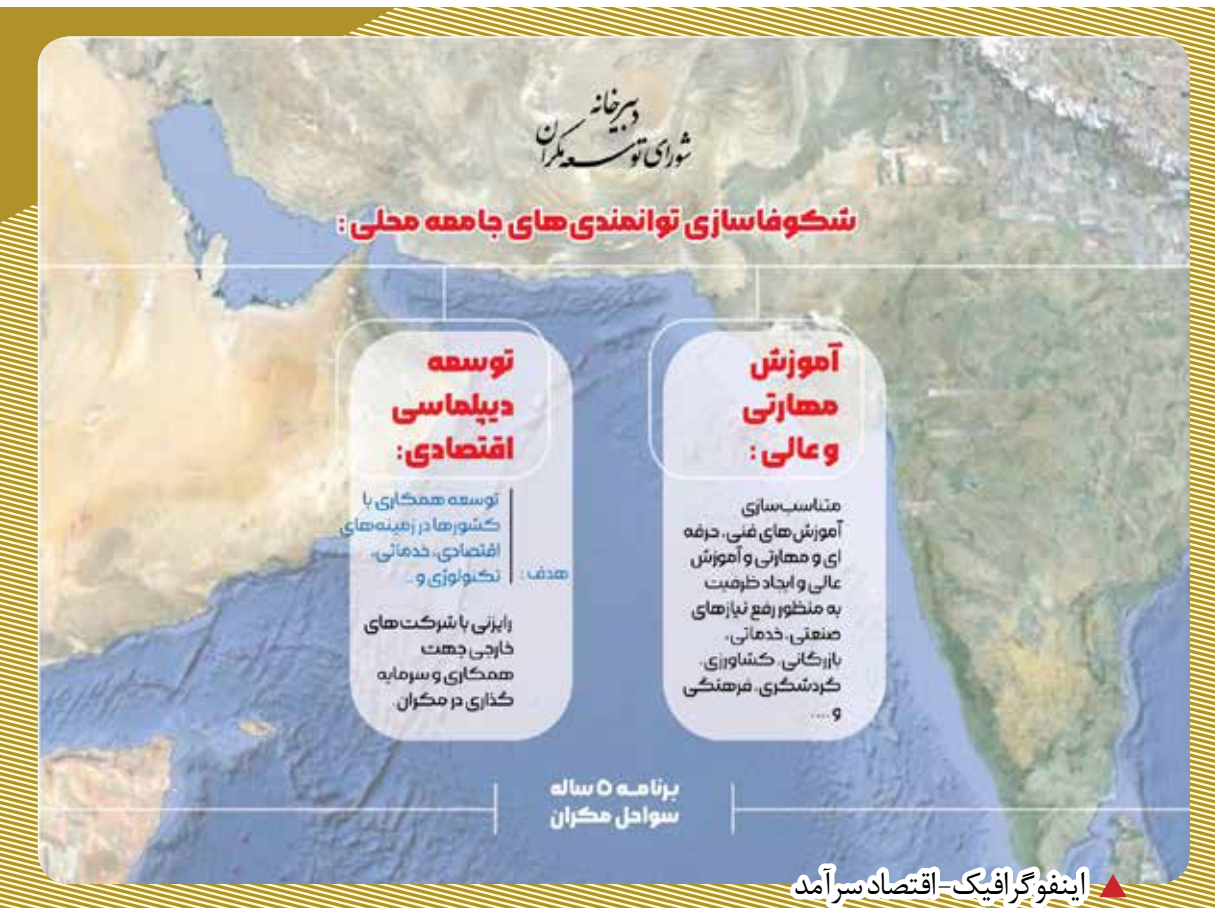 دبیرخانه
شورای توسعه مکران
شکوفاسازی توانمندی های جامعه محلی :
آموزش
مهارتی
و عالی :
متناسب‌سازی
آموزش‌های فنی، حرفه
ای و مهارتی و آموزش
عالی و ایجاد ظرفیت
به منظور رفع نیازهای
صنعتی، خدماتی،
بازرگانی، کشاورزی،
گردشگری، فرهنگی
و ....
توسعه
دیپلماسی
اقتصادی:
هدف :
توسعه همکاری با
کشورها در زمینه‌های
اقتصادی، خدماتی،
تکنولوژی و..
رایزنی با شرکت‌های
خارجی جهت
همکاری و سرمایه
گذاری در مکران.
برنامه ۵ ساله
سواحل مکران
اینفوگرافیک-اقتصادسرآمد